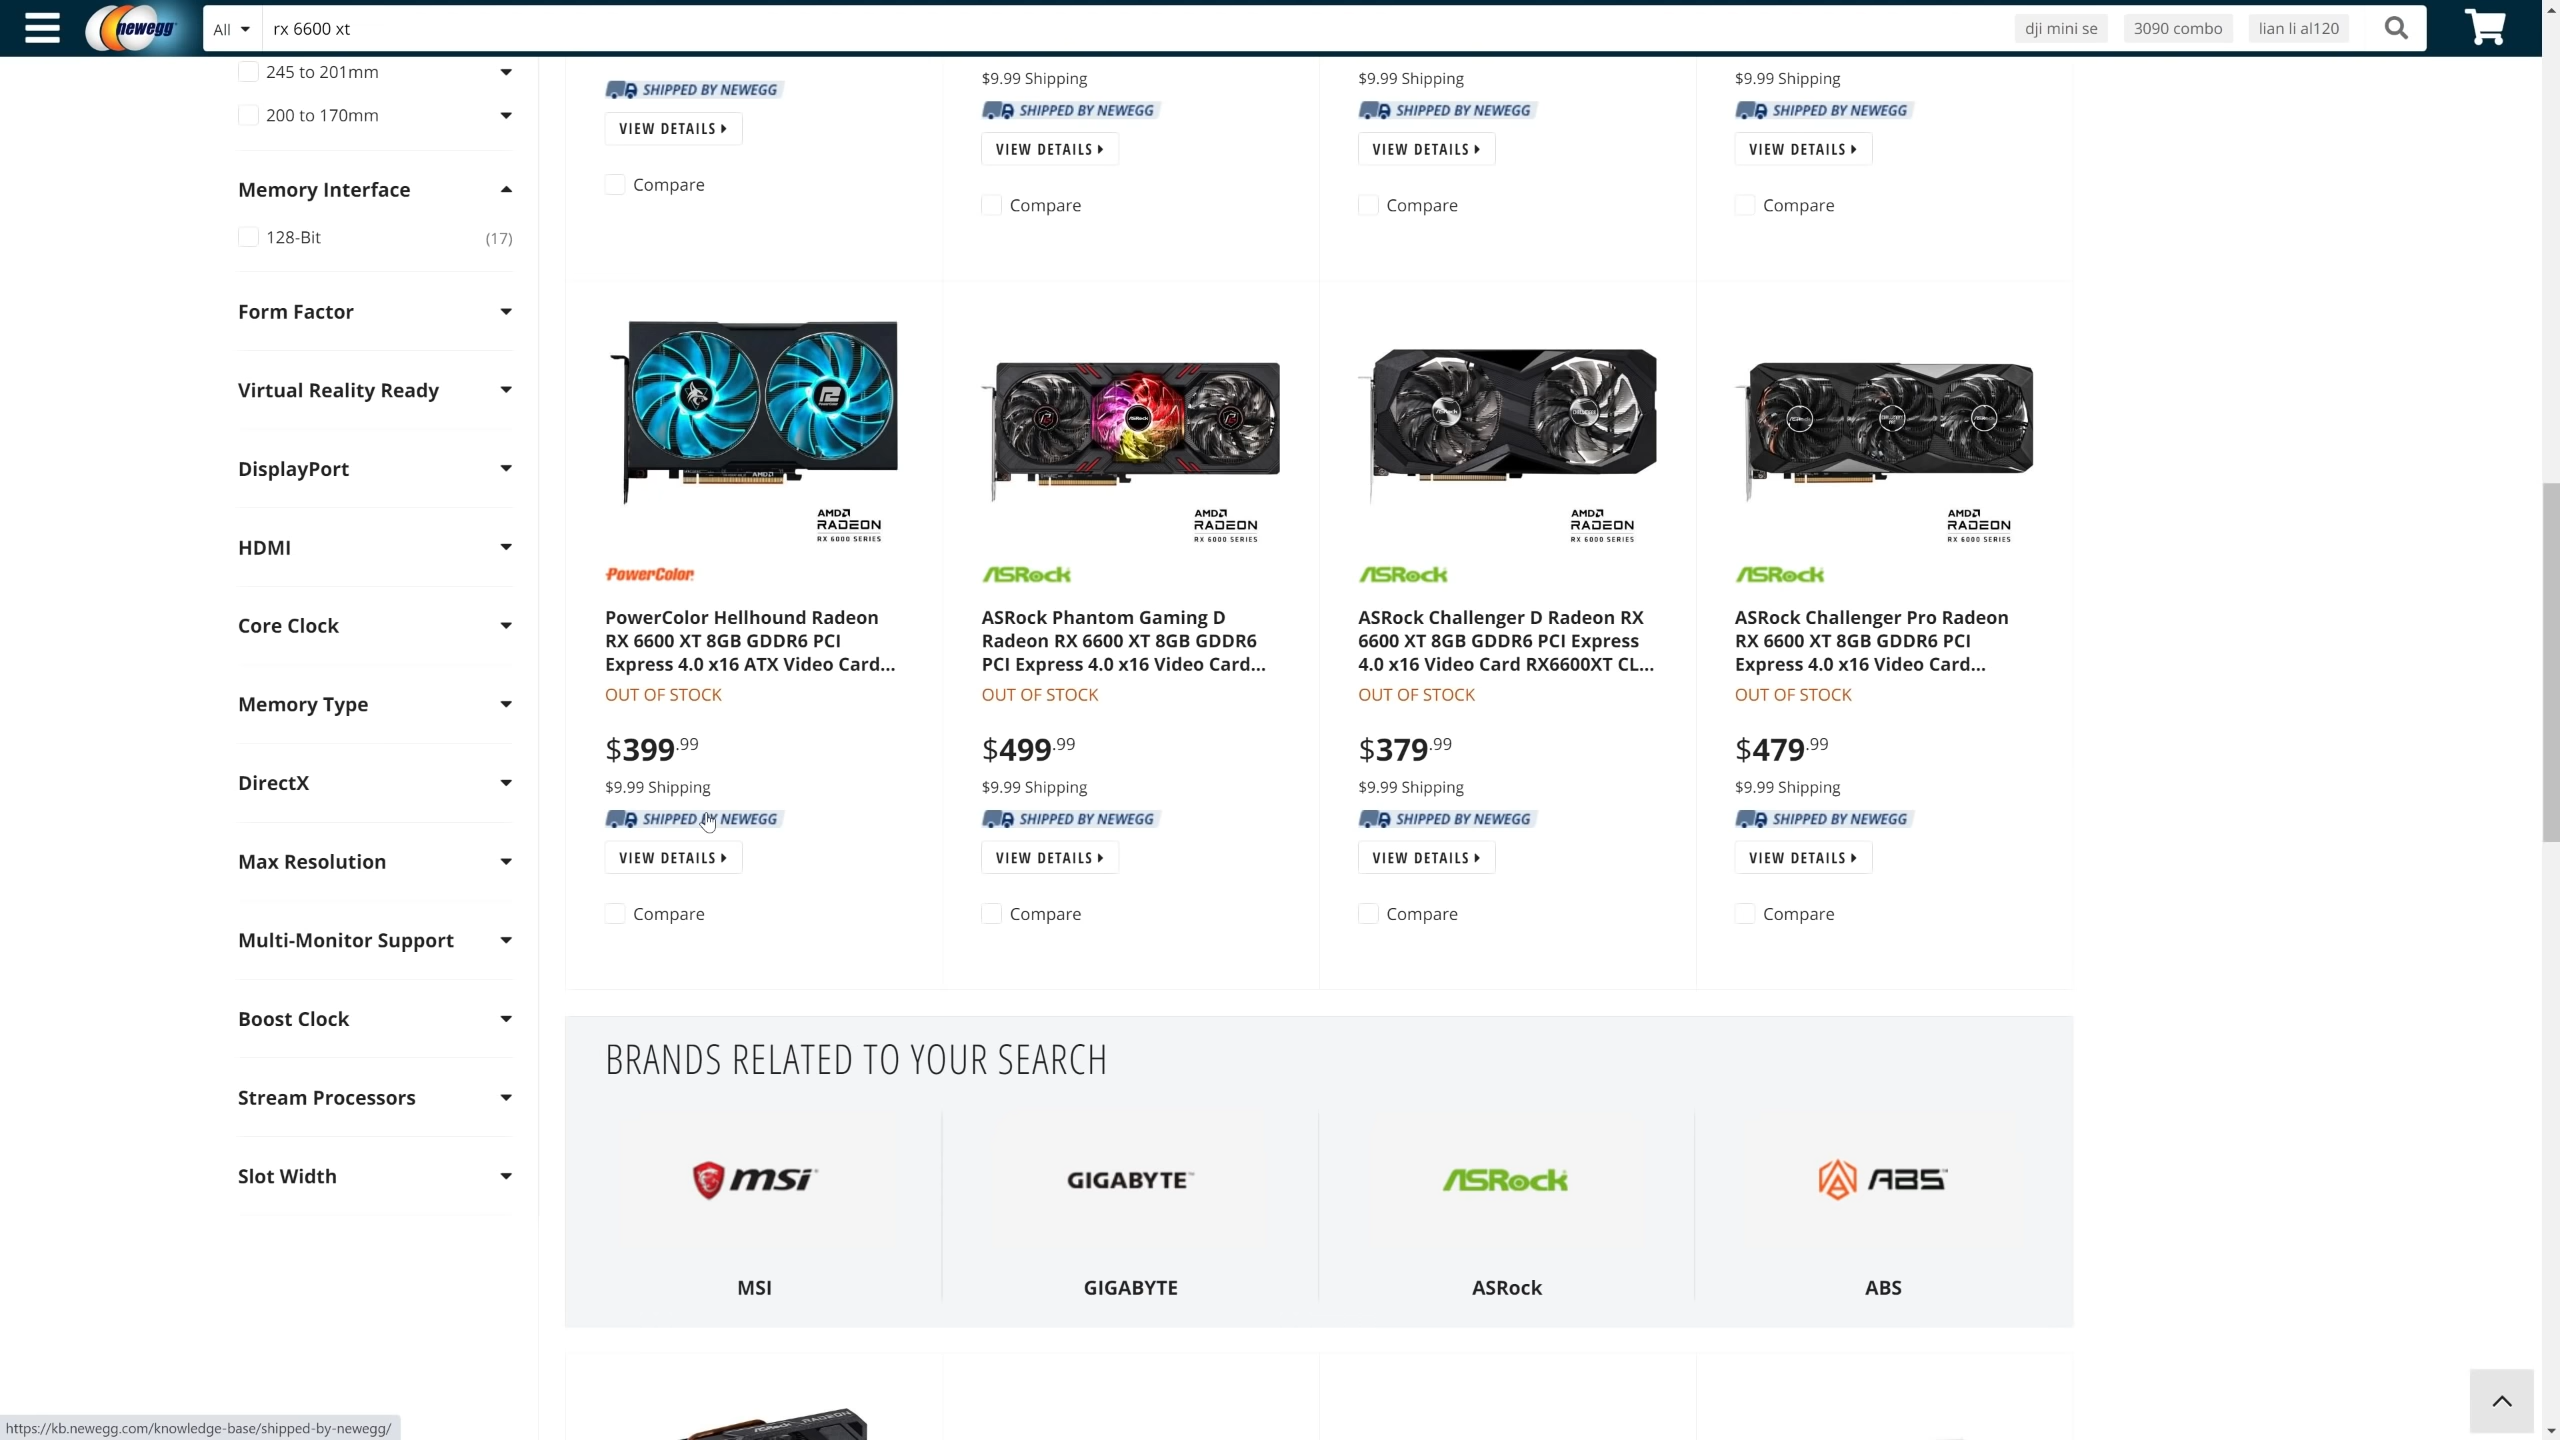 newegg
All
rx 6600 xt
dji mini se
3090 combo
lian li al120
245 to 201mm
200 to 170mm
Memory Interface
128-Bit
(17)
Form Factor
Virtual Reality Ready
DisplayPort
HDMI
Core Clock
Memory Type
DirectX
Max Resolution
Multi-Monitor Support
Boost Clock
Stream Processors
Slot Width
SHIPPED BY NEWEGG
VIEW DETAILS
Compare
$9.99 Shipping
SHIPPED BY NEWEGG
VIEW DETAILS
Compare
$9.99 Shipping
SHIPPED BY NEWEGG
VIEW DETAILS
Compare
$9.99 Shipping
SHIPPED BY NEWEGG
VIEW DETAILS
Compare
AMD
RADEON
RX 6000 SERIES
PowerColor
PowerColor Hellhound Radeon
RX 6600 XT 8GB GDDR6 PCI
Express 4.0 x16 ATX Video Card...
OUT OF STOCK
$399.99
$9.99 Shipping
SHIPPED BY NEWEGG
VIEW DETAILS
Compare
AMD
RADEON
RX 6000 SERIES
ASRock
ASRock Phantom Gaming D
Radeon RX 6600 XT 8GB GDDR6
PCI Express 4.0 x16 Video Card...
OUT OF STOCK
$499.99
$9.99 Shipping
SHIPPED BY NEWEGG
VIEW DETAILS
Compare
AMD
RADEON
RX 6000 SERIES
ASRock
ASRock Challenger D Radeon RX
6600 XT 8GB GDDR6 PCI Express
4.0 x16 Video Card RX6600XT CL...
OUT OF STOCK
$379.99
$9.99 Shipping
SHIPPED BY NEWEGG
VIEW DETAILS
Compare
AMD
RADEON
RX 6000 SERIES
ASRock
ASRock Challenger Pro Radeon
RX 6600 XT 8GB GDDR6 PCI
Express 4.0 x16 Video Card...
OUT OF STOCK
$479.99
$9.99 Shipping
SHIPPED BY NEWEGG
VIEW DETAILS
Compare
BRANDS RELATED TO YOUR SEARCH
msi
GIGABYTE™
ASRock
ABS
MSI
GIGABYTE
ASRock
ABS
https://kb.newegg.com/knowledge-base/shipped-by-newegg/